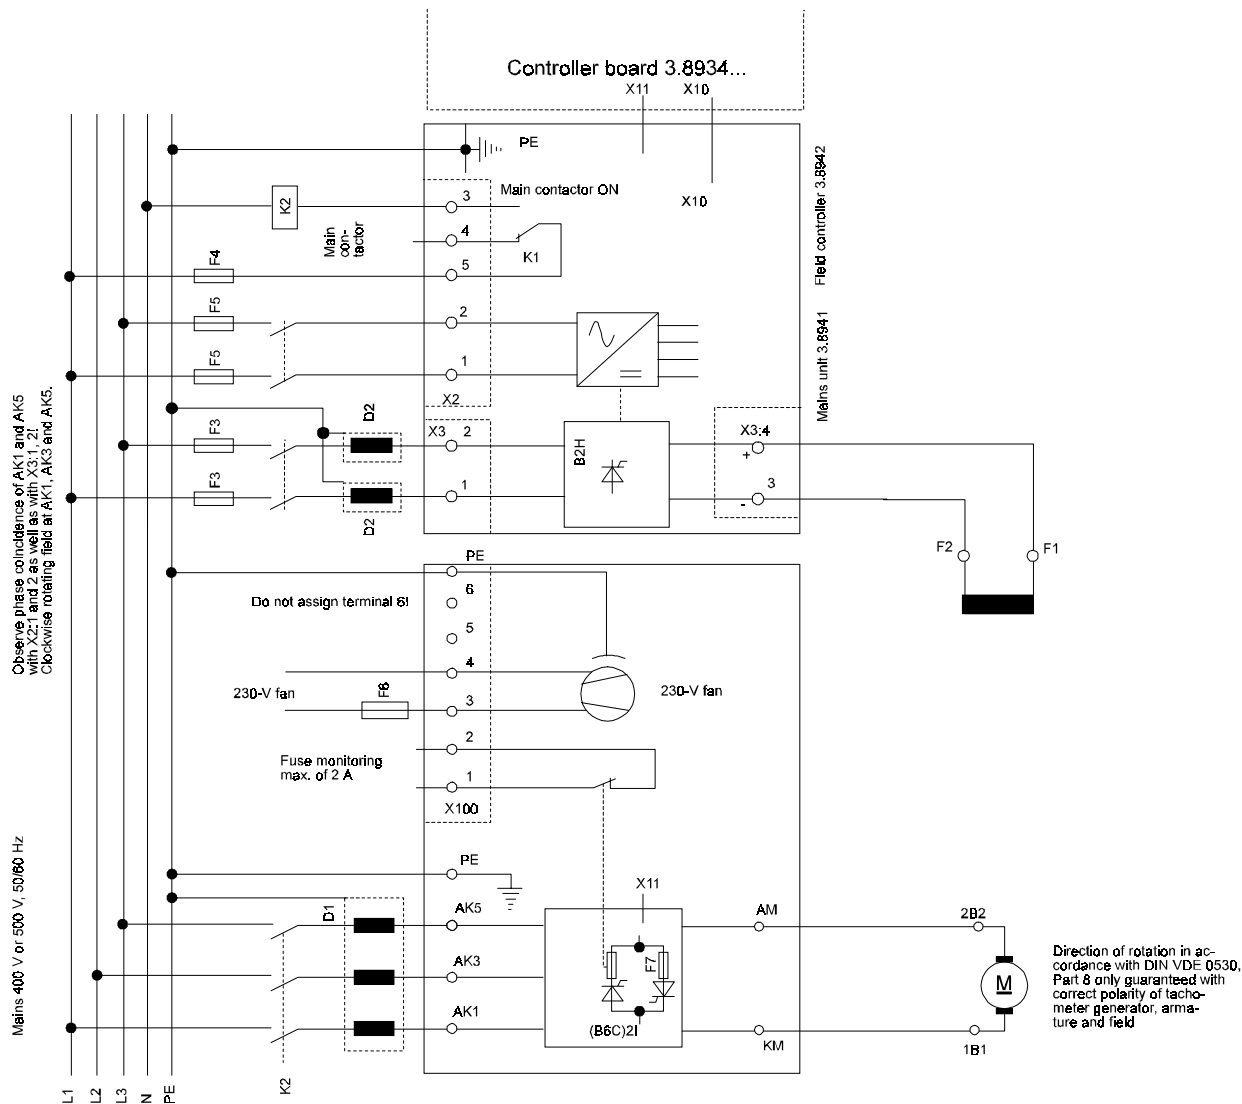 Controller board 3.8934...
X11
X10
PE
Main contactor ON
X10
Field controller 3.8942
Mains unit 3.8941
K2
Main
con-
tactor
3
4
K1
5
F4
F5
2
F5
1
X2
D2
F3
X3
2
B2H
X3:4
+
F3
1
3
-
D2
F2
F1
Observe phase coincidence of AK1 and AK5
with X2:1 and 2 as well as with X3:1, 2!
Clockwise rotating field at AK1, AK3 and AK5.
PE
6
Do not assign terminal 6!
5
4
230-V fan
F6
3
230-V fan
2
Fuse monitoring
max. of 2 A
1
X100
Mains 400 V or 500 V, 50/60 Hz
PE
X11
D1
AK5
AM
2B2
AK3
F7
M
Direction of rotation in ac-
cordance with DIN VDE 0530,
Part 8 only guaranteed with
correct polarity of tacho-
meter generator, arma-
ture and field
AK1
(B6C)2I
KM
1B1
L1
L2
L3
N
PE
K2